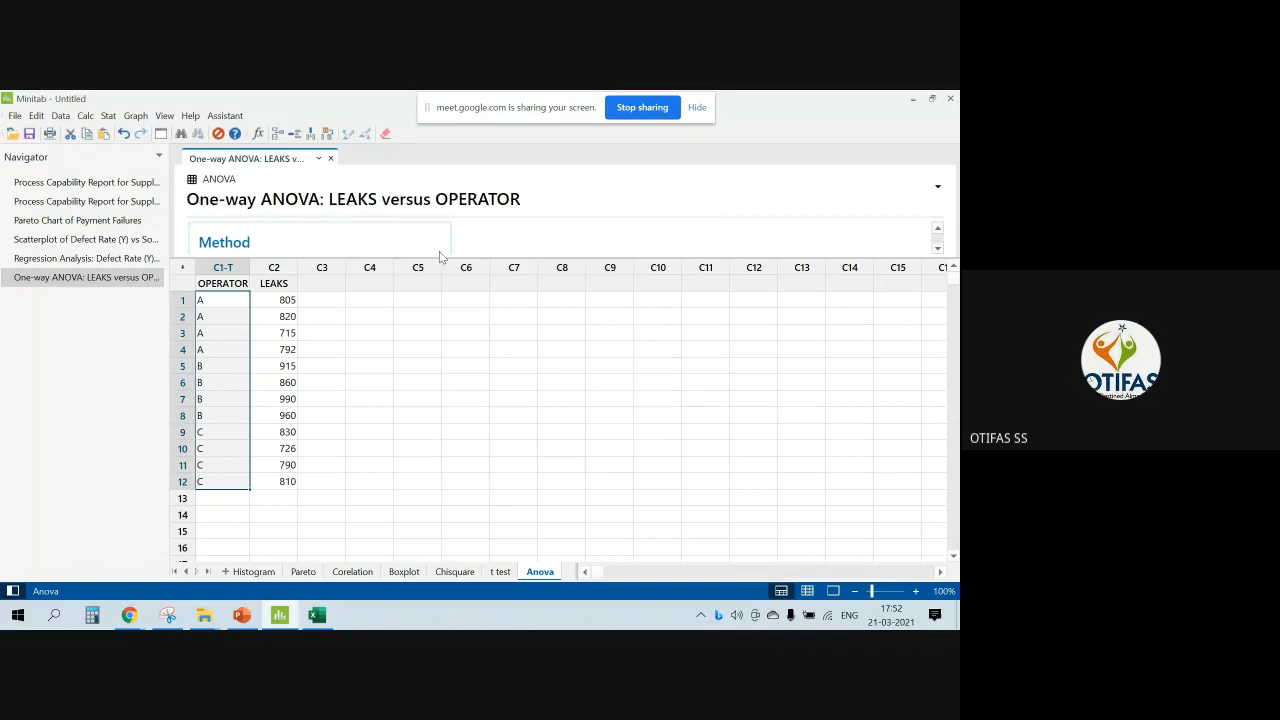 Minitab - Untitled
meet.google.com is sharing your screen. Stop sharing Hide
File Edit Data Calc Stat Graph View Help Assistant
Navigator
Process Capability Report for Suppl...
Process Capability Report for Suppl...
Pareto Chart of Payment Failures
Scatterplot of Defect Rate (Y) vs So...
Regression Analysis: Defect Rate (Y)...
One-way ANOVA: LEAKS versus OP...
One-way ANOVA: LEAKS v...
ANOVA
One-way ANOVA: LEAKS versus OPERATOR
Method
C1-T C2 C3 C4 C5 C6 C7 C8 C9 C10 C11 C12 C13 C14 C15
OPERATOR LEAKS
1 A 805
2 A 820
3 A 715
4 A 792
5 B 915
6 B 860
7 B 990
8 B 960
9 C 830
10 C 726
11 C 790
12 C 810
13
14
15
16
Histogram Pareto Corelation Boxplot Chisquare t test Anova
Anova 100%
ENG 17:52
21-03-2021
OTIFAS
OTIFAS SS